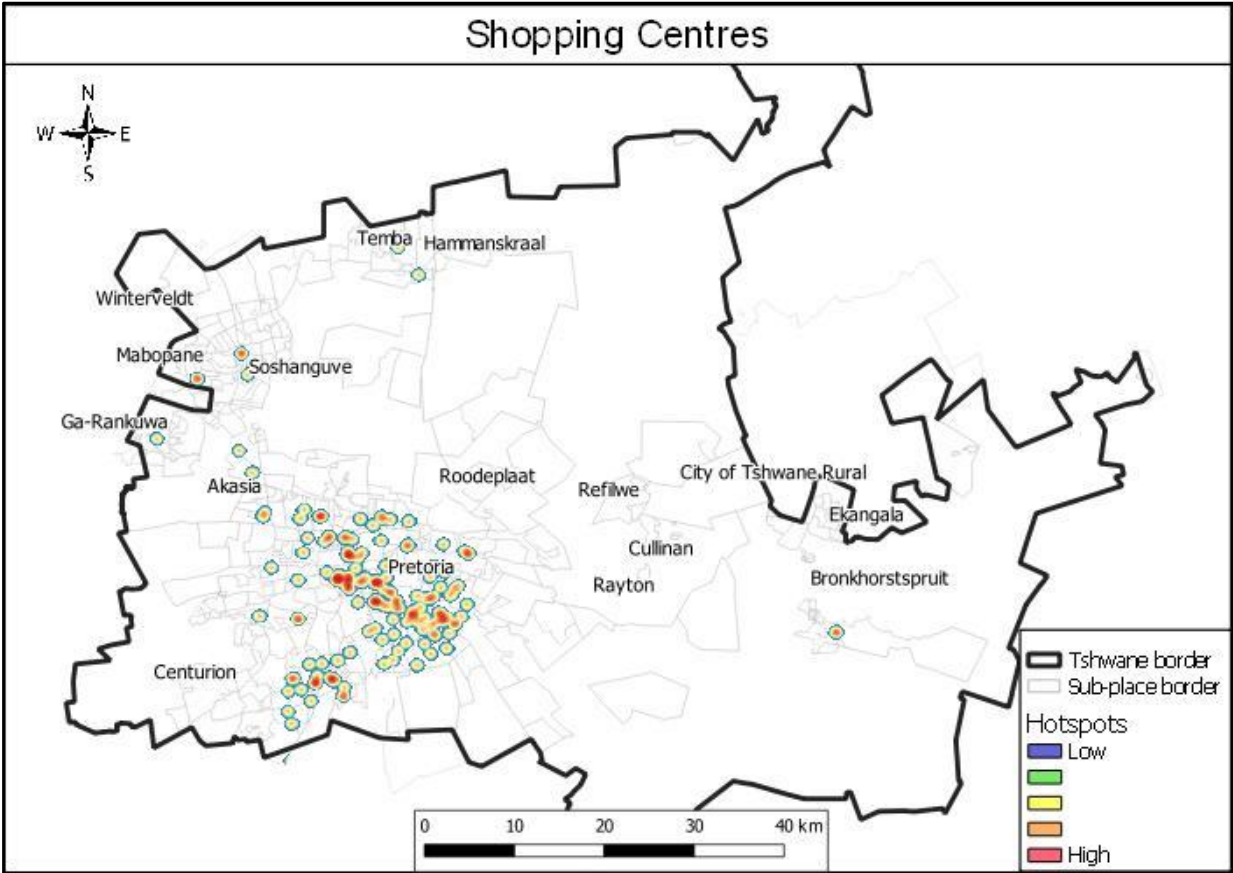 Shopping Centres
N
W E
S
Temba
Hammanskraal
Winterveldt
Mabopane
Soshanguve
Ga-Rankuwa
Akasia
Roodeplaat
Refilwe
City of Tshwane Rural
Ekangala
Cullinan
Pretoria
Rayton
Bronkhorstspruit
Centurion
Tshwane border
Sub-place border
Hotspots
Low
High
0 10 20 30 40 km